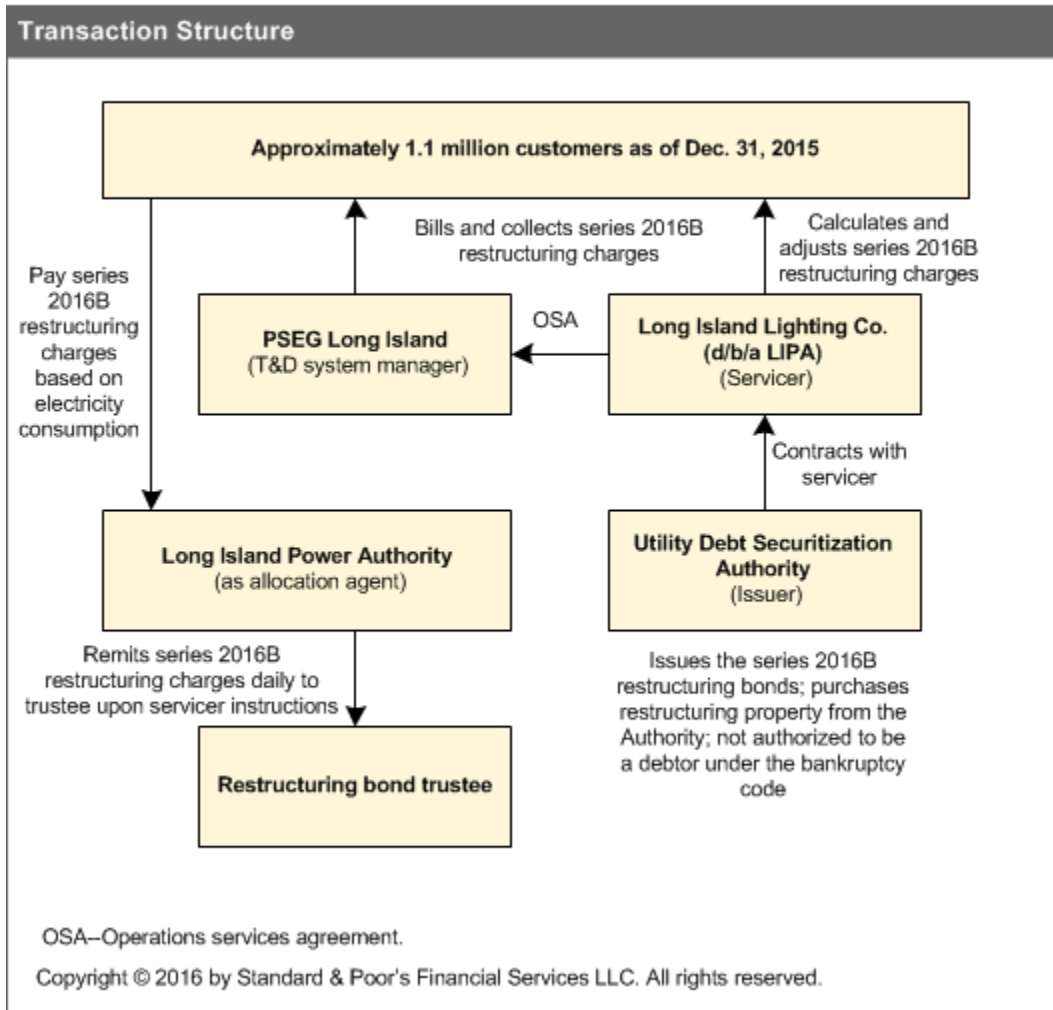 Transaction Structure
Approximately 1.1 million customers as of Dec. 31, 2015
Pay series
2016B
restructuring
charges
based on
electricity
consumption
Bills and collects series 2016B
restructuring charges
Calculates and
adjusts series 2016B
restructuring charges
PSEG Long Island
(T&D system manager)
OSA
Long Island Lighting Co.
(d/b/a LIPA)
(Servicer)
Contracts with
servicer
Long Island Power Authority
(as allocation agent)
Utility Debt Securitization
Authority
(Issuer)
Remits series 2016B
restructuring charges daily to
trustee upon servicer instructions
Issues the series 2016B
restructuring bonds; purchases
restructuring property from the
Authority; not authorized to be
a debtor under the bankruptcy
code
Restructuring bond trustee
OSA--Operations services agreement.
Copyright © 2016 by Standard & Poor's Financial Services LLC. All rights reserved.